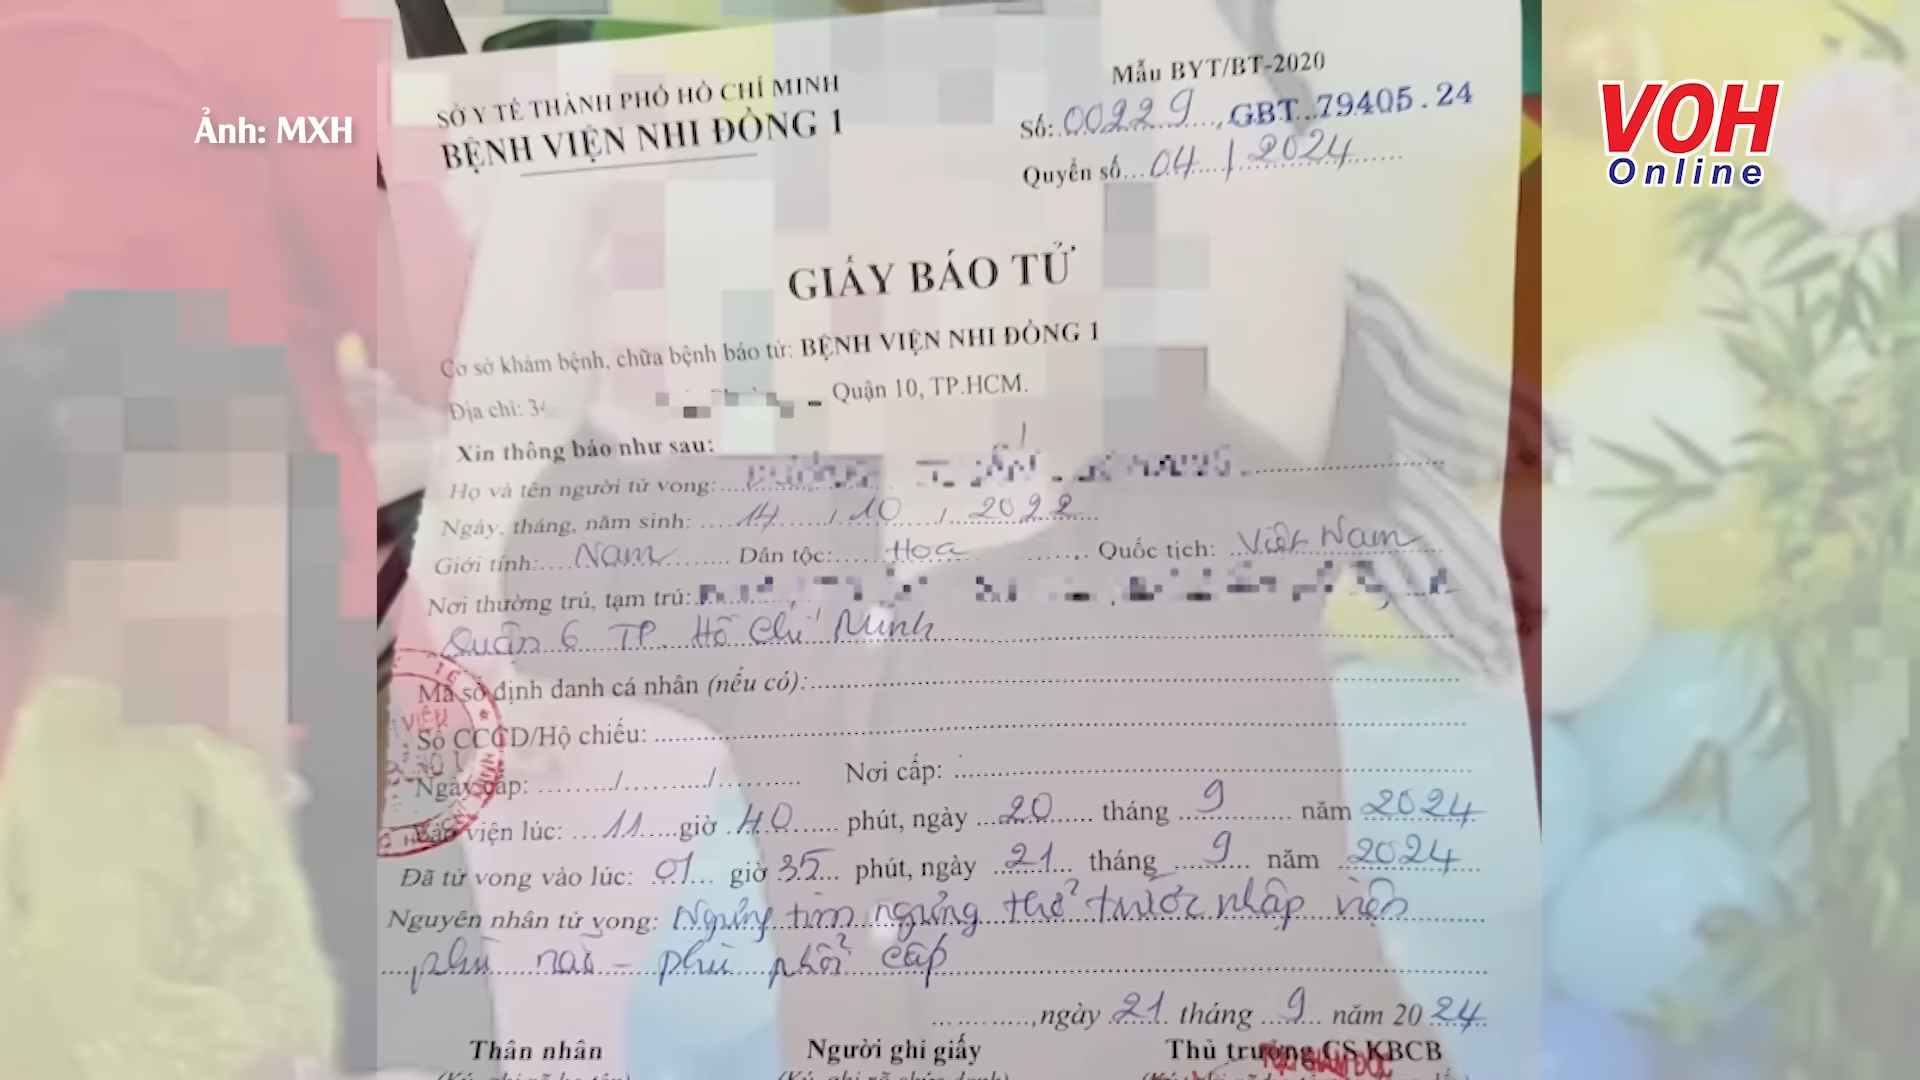 Ảnh: MXH
VOH
Online
SỞ Y TẾ THÀNH PHỐ HỒ CHÍ MINH
BỆNH VIỆN NHI ĐỒNG 1
Mẫu BYT/BT-2020
Số: 00229, GBT 79405.24
Quyển số 04 / 2024
GIẤY BÁO TỬ
Cơ sở khám bệnh, chữa bệnh báo tử: BỆNH VIỆN NHI ĐỒNG 1
Địa chỉ: 34 Quận 10, TP.HCM.
Xin thông báo như sau:
Họ và tên người tử vong:
Ngày, tháng, năm sinh: 14 / 10 / 2022
Giới tính: Nam Dân tộc: Hoa Quốc tịch: Việt Nam
Nơi thường trú, tạm trú:
Quận 6 TP. Hồ Chí Minh
Mã số định danh cá nhân (nếu có):
Số CCCD/Hộ chiếu:
Ngày cấp: ......../........./......... Nơi cấp:
Vào viện lúc: 11 giờ 40 phút, ngày 20 tháng 9 năm 2024
Đã tử vong vào lúc: 01 giờ 35 phút, ngày 21 tháng 9 năm 2024
Nguyên nhân tử vong: Ngưng tim ngưng thở trước nhập viện
phù não - phù phổi cấp
............, ngày 21 tháng 9 năm 2024
Thân nhân Người ghi giấy Thủ trưởng CS KBCB